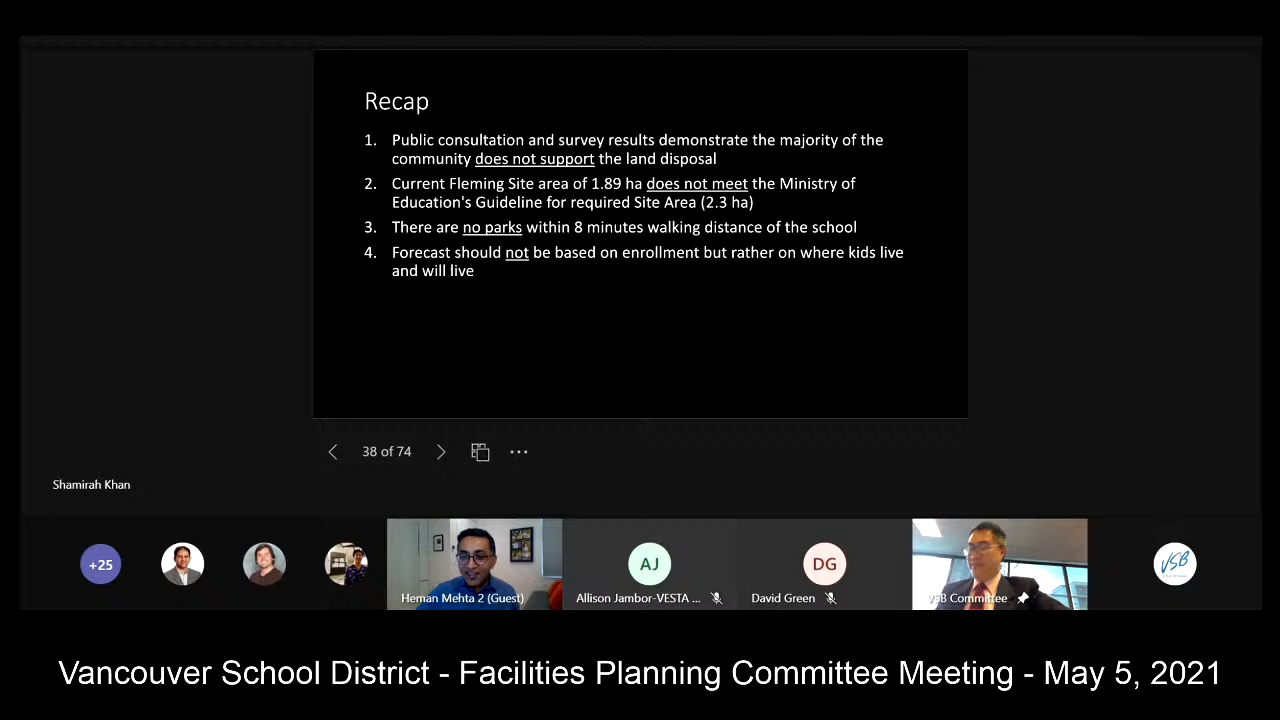 Recap
1. Public consultation and survey results demonstrate the majority of the
community does not support the land disposal
2. Current Fleming Site area of 1.89 ha does not meet the Ministry of
Education's Guideline for required Site Area (2.3 ha)
3. There are no parks within 8 minutes walking distance of the school
4. Forecast should not be based on enrollment but rather on where kids live
and will live
38 of 74
Shamirah Khan
+25
AJ
DG
VSB
Heman Mehta 2 (Guest)
Allison Jambor-VESTA ...
David Green
VSB Committee
Vancouver School District - Facilities Planning Committee Meeting - May 5, 2021